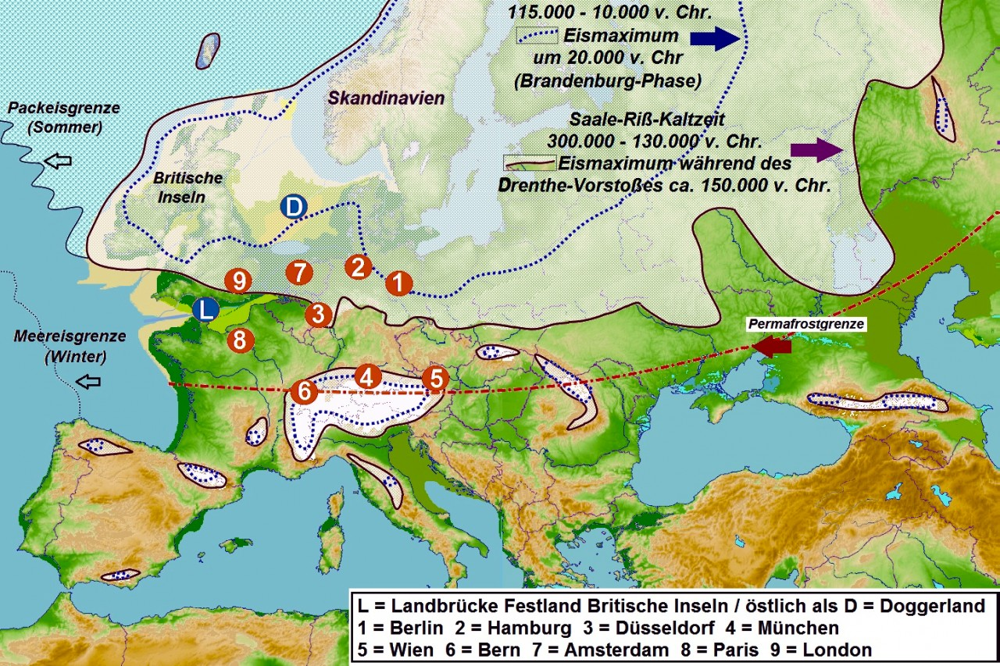 115.000 - 10.000 v. Chr.
Eismaximum
um 20.000 v. Chr
(Brandenburg-Phase)
Packeisgrenze
(Sommer)
Skandinavien
Saale-Riß-Kaltzeit
300.000 - 130.000 v. Chr.
Eismaximum während des
Drenthe-Vorstoßes ca. 150.000 v. Chr.
Britische
Inseln
D
2
7
9
1
L
3
Permafrostgrenze
Meereisgrenze
(Winter)
8
4
5
6
L = Landbrücke Festland Britische Inseln / östlich als D = Doggerland
1 = Berlin 2 = Hamburg 3 = Düsseldorf 4 = München
5 = Wien 6 = Bern 7 = Amsterdam 8 = Paris 9 = London